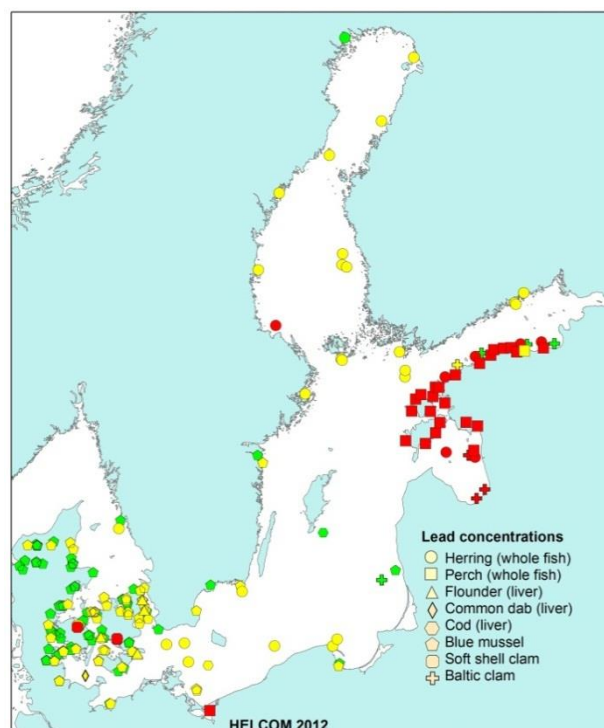 Lead concentrations
Herring (whole fish)
Perch (whole fish)
Flounder (liver)
Common dab (liver)
Cod (liver)
Blue mussel
Soft shell clam
Baltic clam
HELCOM 2012